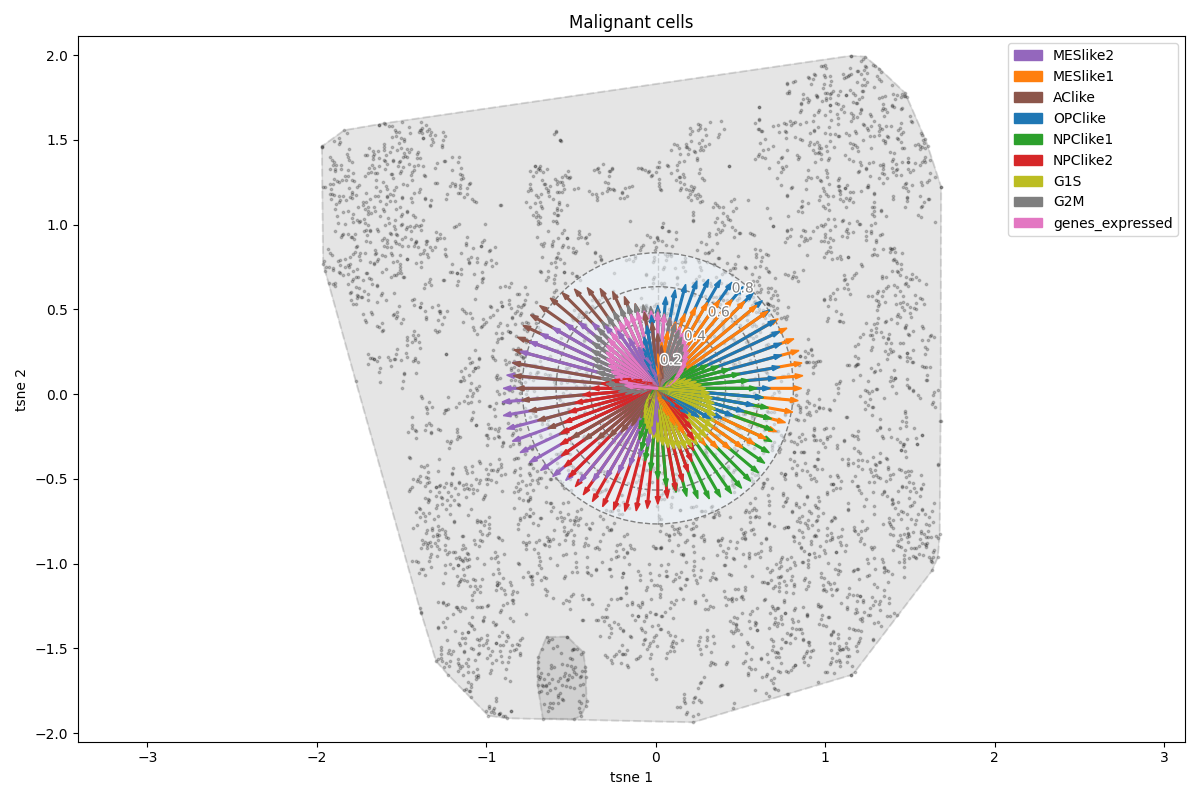 Malignant cells
MESlike2
MESlike1
AClike
OPClike
NPClike1
NPClike2
G1S
G2M
genes_expressed
2.0
1.5
1.0
0.5
0.0
−0.5
−1.0
−1.5
−2.0
tsne 2
0.8
0.6
0.4
0.2
−3
−2
−1
0
1
2
3
tsne 1